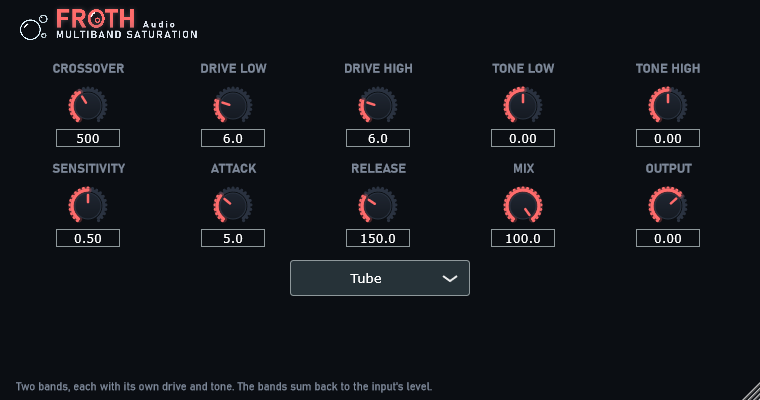 FROTH Audio
MULTIBAND SATURATION
CROSSOVER DRIVE LOW DRIVE HIGH TONE LOW TONE HIGH
500 6.0 6.0 0.00 0.00
SENSITIVITY ATTACK RELEASE MIX OUTPUT
0.50 5.0 150.0 100.0 0.00
Tube
Two bands, each with its own drive and tone. The bands sum back to the input's level.